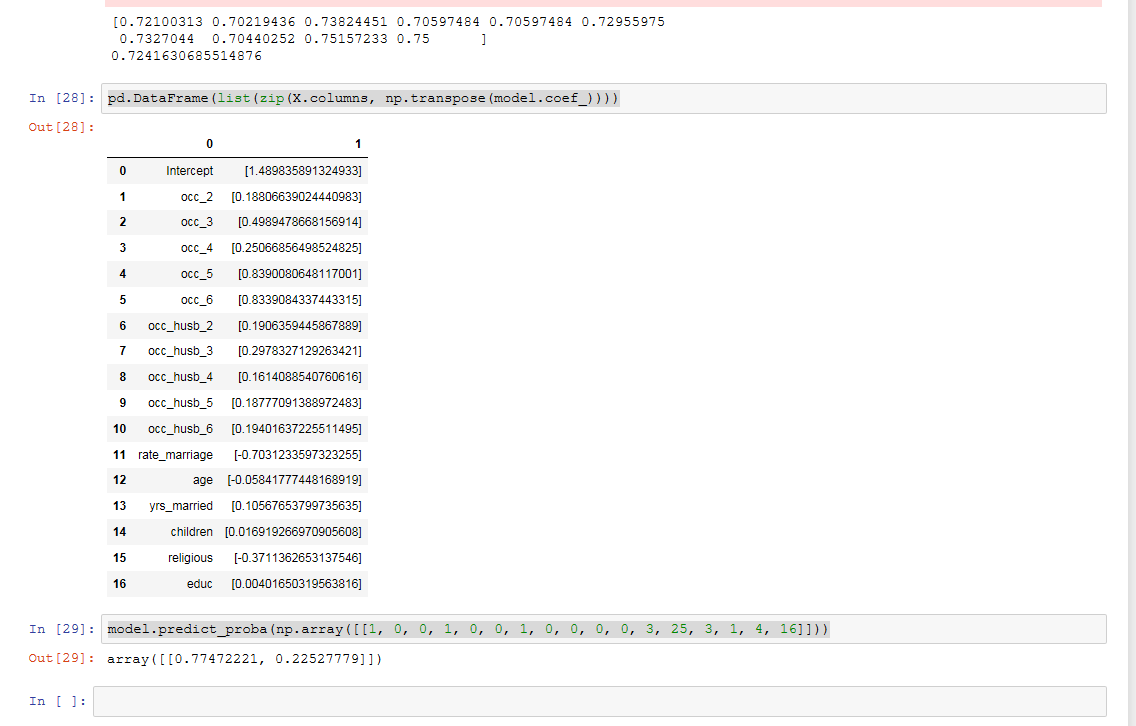 [0.72100313 0.70219436 0.73824451 0.70597484 0.70597484 0.72955975
0.7327044  0.70440252 0.75157233 0.75      ]
0.7241630685514876
In [28]: pd.DataFrame(list(zip(X.columns, np.transpose(model.coef_))))
Out[28]:
0 1
0 Intercept [1.489835891324933]
1 occ_2 [0.18806639024440983]
2 occ_3 [0.4989478668156914]
3 occ_4 [0.25066856498524825]
4 occ_5 [0.8390080648117001]
5 occ_6 [0.8339084337443315]
6 occ_husb_2 [0.1906359445867889]
7 occ_husb_3 [0.2978327129263421]
8 occ_husb_4 [0.1614088540760616]
9 occ_husb_5 [0.18777091388972483]
10 occ_husb_6 [0.19401637225511495]
11 rate_marriage [-0.7031233597323255]
12 age [-0.05841777448168919]
13 yrs_married [0.10567653799735635]
14 children [0.016919266970905608]
15 religious [-0.3711362653137546]
16 educ [0.00401650319563816]
In [29]: model.predict_proba(np.array([[1, 0, 0, 1, 0, 0, 1, 0, 0, 0, 0, 3, 25, 3, 1, 4, 16]]))
Out[29]: array([[0.77472221, 0.22527779]])
In [ ]: